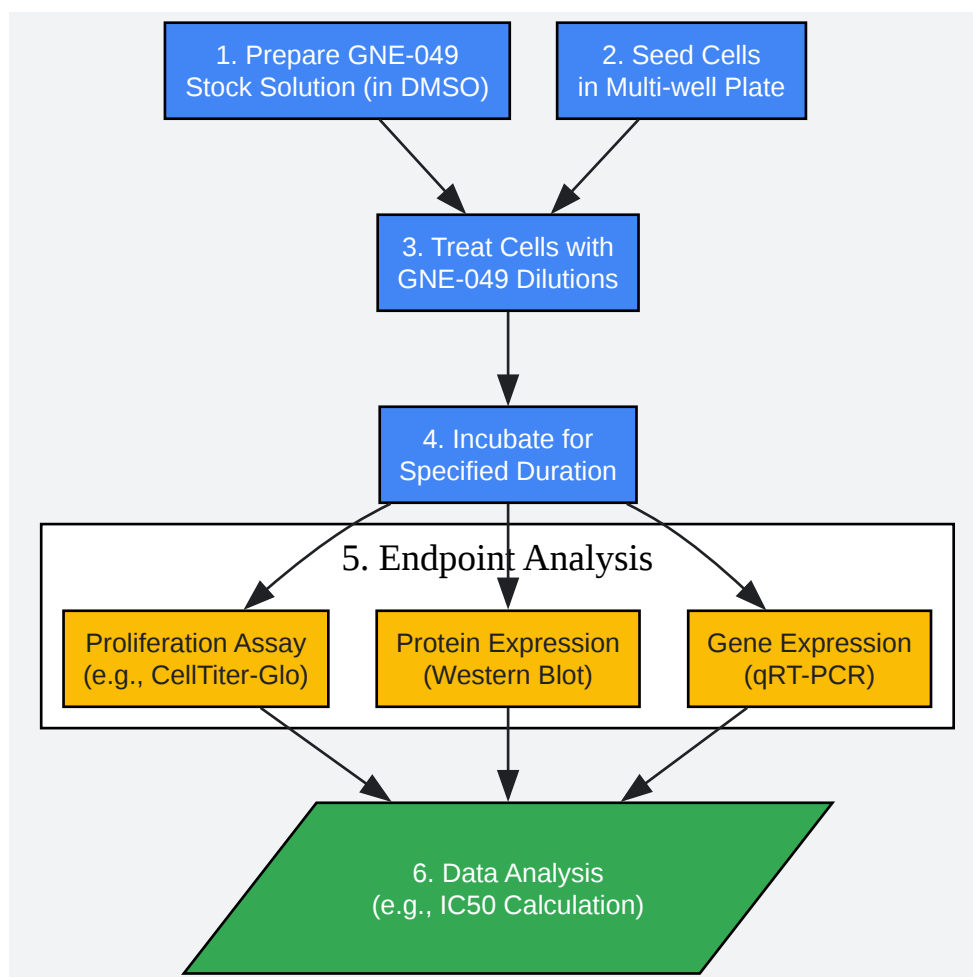 1. Prepare GNE-049
Stock Solution (in DMSO)
2. Seed Cells
in Multi-well Plate
3. Treat Cells with
GNE-049 Dilutions
4. Incubate for
Specified Duration
5. Endpoint Analysis
Proliferation Assay
(e.g., CellTiter-Glo)
Protein Expression
(Western Blot)
Gene Expression
(qRT-PCR)
6. Data Analysis
(e.g., IC50 Calculation)